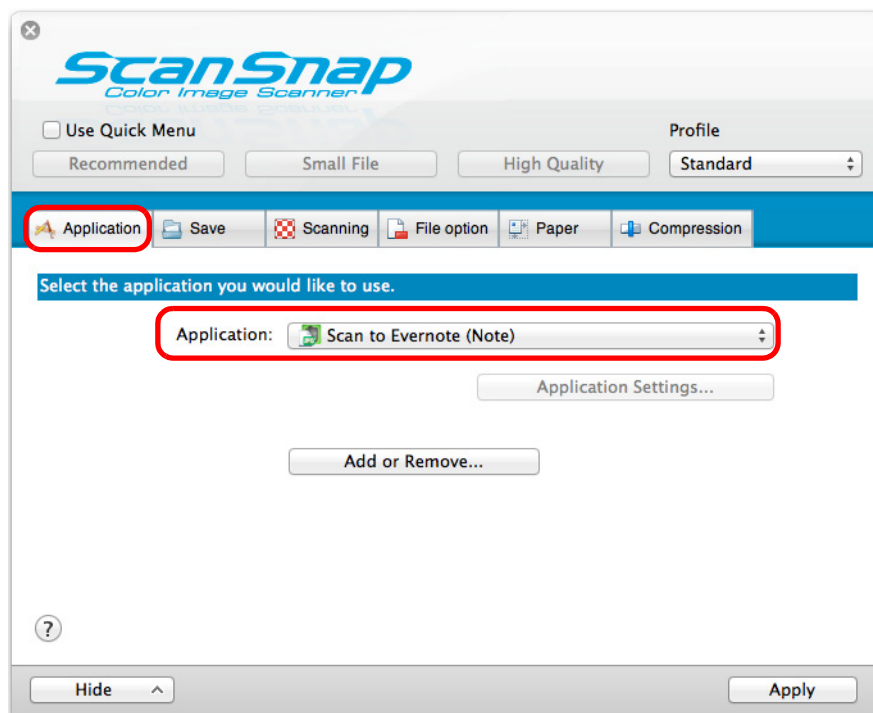 ScanSnap
Color Image Scanner
Use Quick Menu
Profile
Recommended Small File High Quality Standard
Application Save Scanning File option Paper Compression
Select the application you would like to use.
Application: Scan to Evernote (Note)
Application Settings...
Add or Remove...
?
Hide Apply